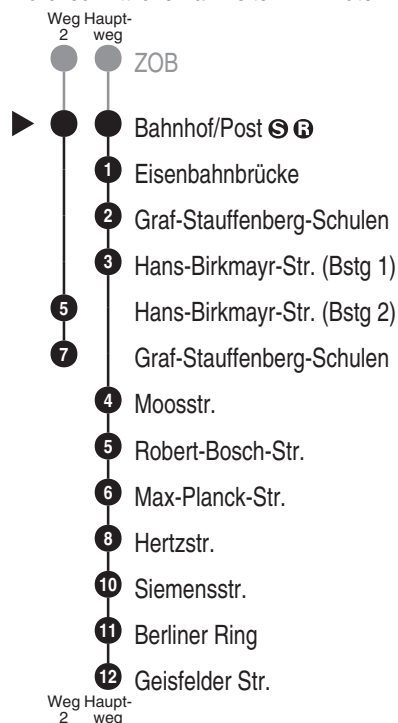 Weg Haupt-
2 weg
ZOB
Bahnhof/Post S R
1 Eisenbahnbrücke
2 Graf-Stauffenberg-Schulen
3 Hans-Birkmayr-Str. (Bstg 1)
5 Hans-Birkmayr-Str. (Bstg 2)
7 Graf-Stauffenberg-Schulen
4 Moosstr.
5 Robert-Bosch-Str.
6 Max-Planck-Str.
8 Hertzstr.
10 Siemensstr.
11 Berliner Ring
12 Geisfelder Str.
Weg Haupt-
2 weg